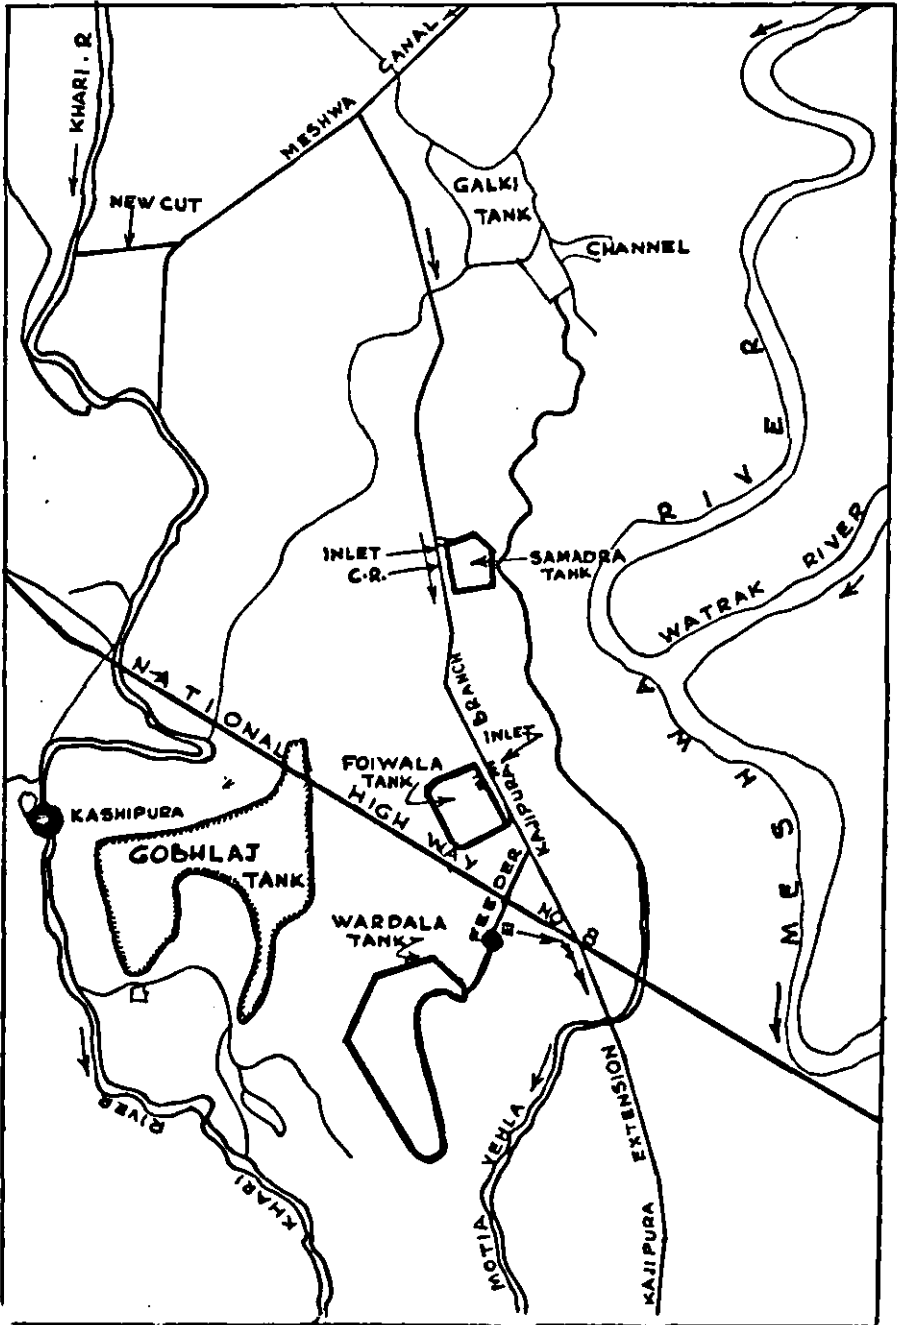 KHARI.R
MESHWA CANAL
NEW CUT
GALKI
TANK
CHANNEL
RIVER
INLET
C.R.
SAMADRA
TANK
WATRAK RIVER
NATIONAL HIGH WAY NO 8
KAJIPURA BRANCH
INLET
FOIWALA
TANK
KASHIPURA
GOBHLAJ
TANK
FEEDER
WARDALA
TANK
MESHWA
RIVER
KHARI
MOTIA VEHLA
KAJIPURA EXTENSION